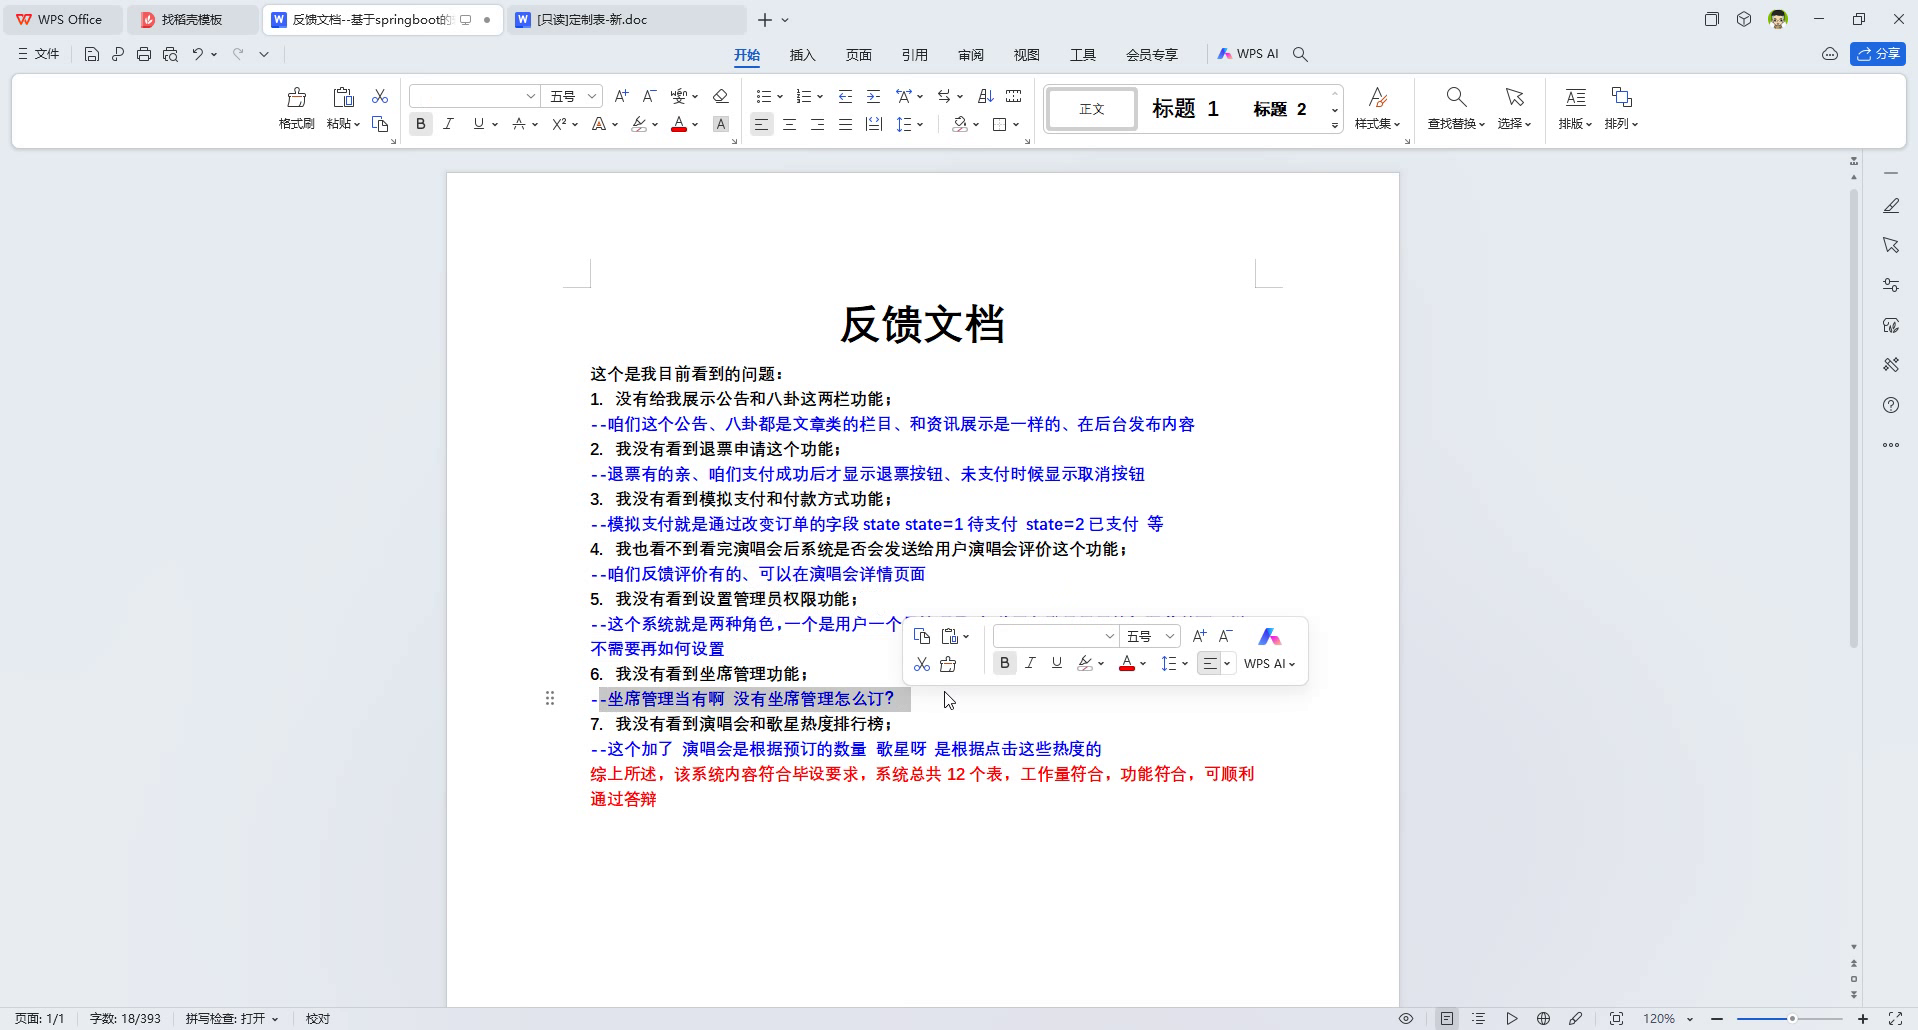 WPS Office
找稻壳模板
反馈文档--基于springboot的
[只读]定制表-新.doc
文件
开始
插入
页面
引用
审阅
视图
工具
会员专享
WPS AI
分享
格式刷
粘贴
五号
正文
标题 1
标题 2
样式集
查找替换
选择
排版
排列
反馈文档
这个是我目前看到的问题：
1. 没有给我展示公告和八卦这两栏功能；
--咱们这个公告、八卦都是文章类的栏目、和资讯展示是一样的、在后台发布内容
2. 我没有看到退票申请这个功能；
--退票有的亲、咱们支付成功后才显示退票按钮、未支付时候显示取消按钮
3. 我没有看到模拟支付和付款方式功能；
--模拟支付就是通过改变订单的字段 state state=1 待支付 state=2 已支付 等
4. 我也看不到看完演唱会后系统是否会发送给用户演唱会评价这个功能；
--咱们反馈评价有的、可以在演唱会详情页面
5. 我没有看到设置管理员权限功能；
--这个系统就是两种角色，一个是用户一个
不需要再如何设置
6. 我没有看到坐席管理功能；
--坐席管理当有啊 没有坐席管理怎么订？
7. 我没有看到演唱会和歌星热度排行榜；
--这个加了 演唱会是根据预订的数量 歌星呀 是根据点击这些热度的
综上所述，该系统内容符合毕设要求，系统总共 12 个表，工作量符合，功能符合，可顺利
通过答辩
五号
WPS AI
页面: 1/1
字数: 18/393
拼写检查: 打开
校对
120%